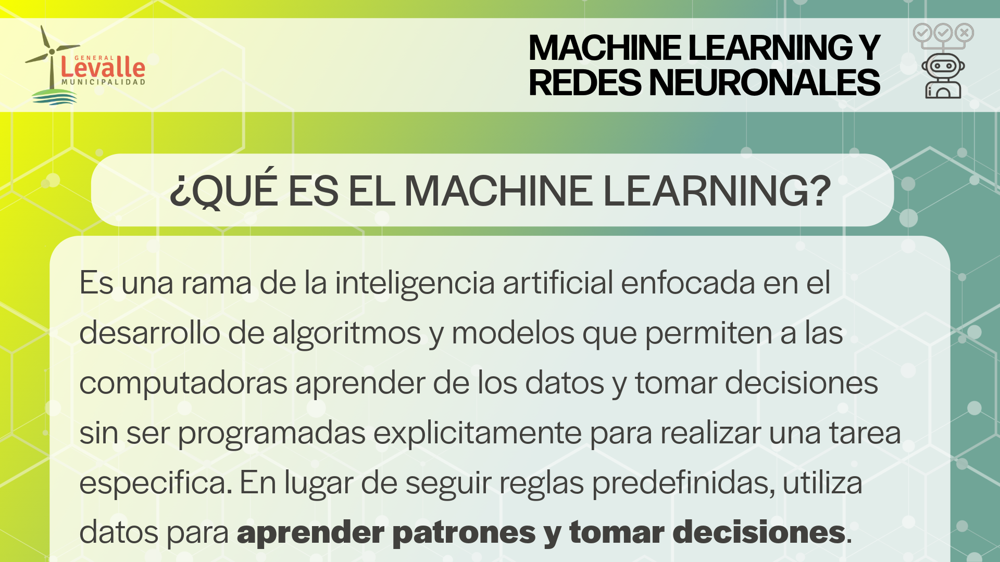 GENERAL
Levalle
MUNICIPALIDAD
MACHINE LEARNING Y
REDES NEURONALES
¿QUÉ ES EL MACHINE LEARNING?
Es una rama de la inteligencia artificial enfocada en el
desarrollo de algoritmos y modelos que permiten a las
computadoras aprender de los datos y tomar decisiones
sin ser programadas explicitamente para realizar una tarea
especifica. En lugar de seguir reglas predefinidas, utiliza
datos para aprender patrones y tomar decisiones.